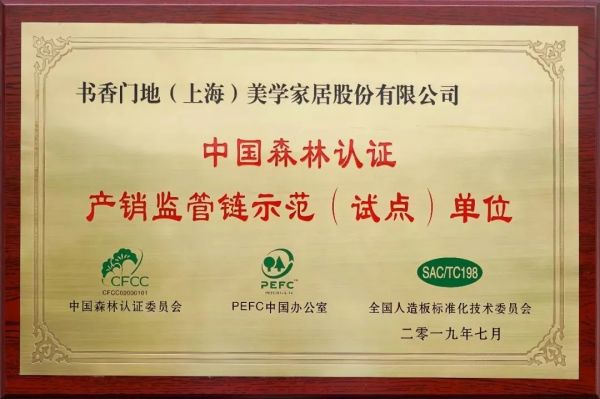 书香门地（上海）美学家居股份有限公司
中国森林认证
产销监管链示范（试点）单位
CFCC
PEFC
SAC/TC198
中国森林认证委员会
PEFC中国办公室
全国人造板标准化技术委员会
二零一九年七月